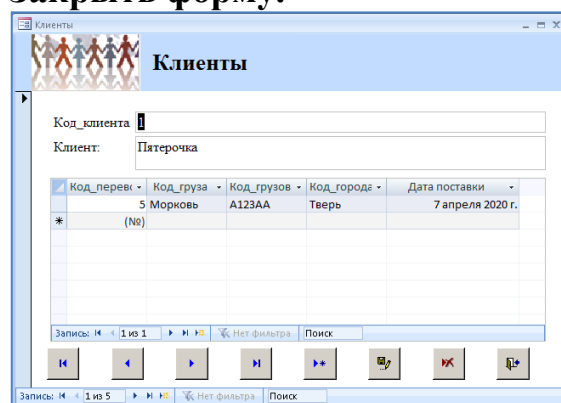 Закрыть форму.
Клиенты
Клиенты
Код_клиента 1
Клиент: Пятерочка
Код_перевс Код_груза Код_грузов Код_города Дата поставки
5 Морковь А123АА Тверь 7 апреля 2020 г.
(№)
Запись: 1 из 1 Нет фильтра Поиск
Запись: 1 из 5 Нет фильтра Поиск